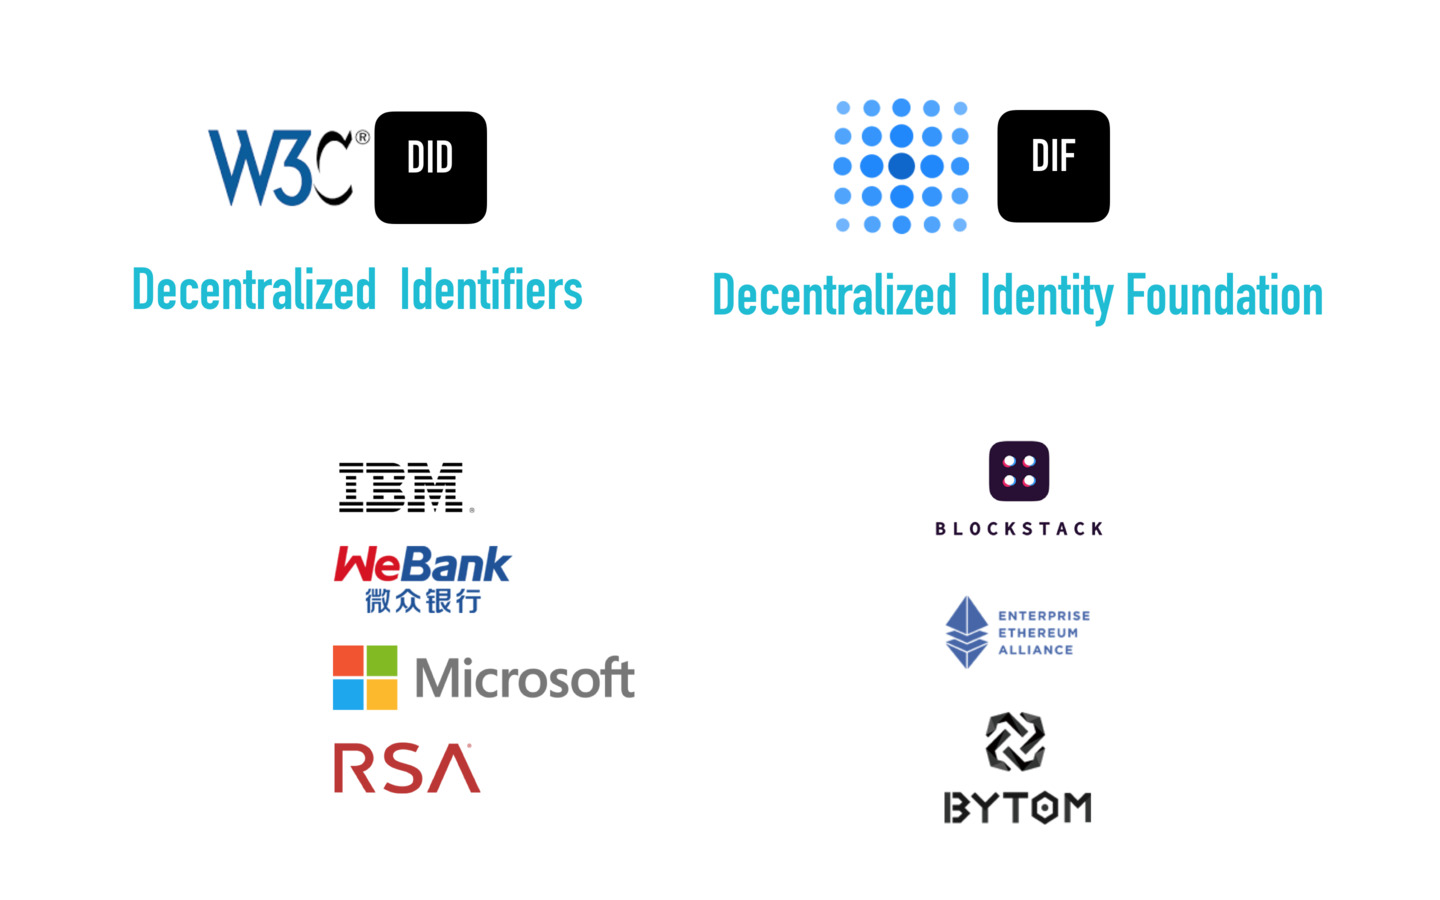 W3C®
DID
Decentralized Identifiers
DIF
Decentralized Identity Foundation
IBM®
WeBank
微众银行
Microsoft
RSA
BLOCKSTACK
ENTERPRISE
ETHEREUM
ALLIANCE
BYTOM